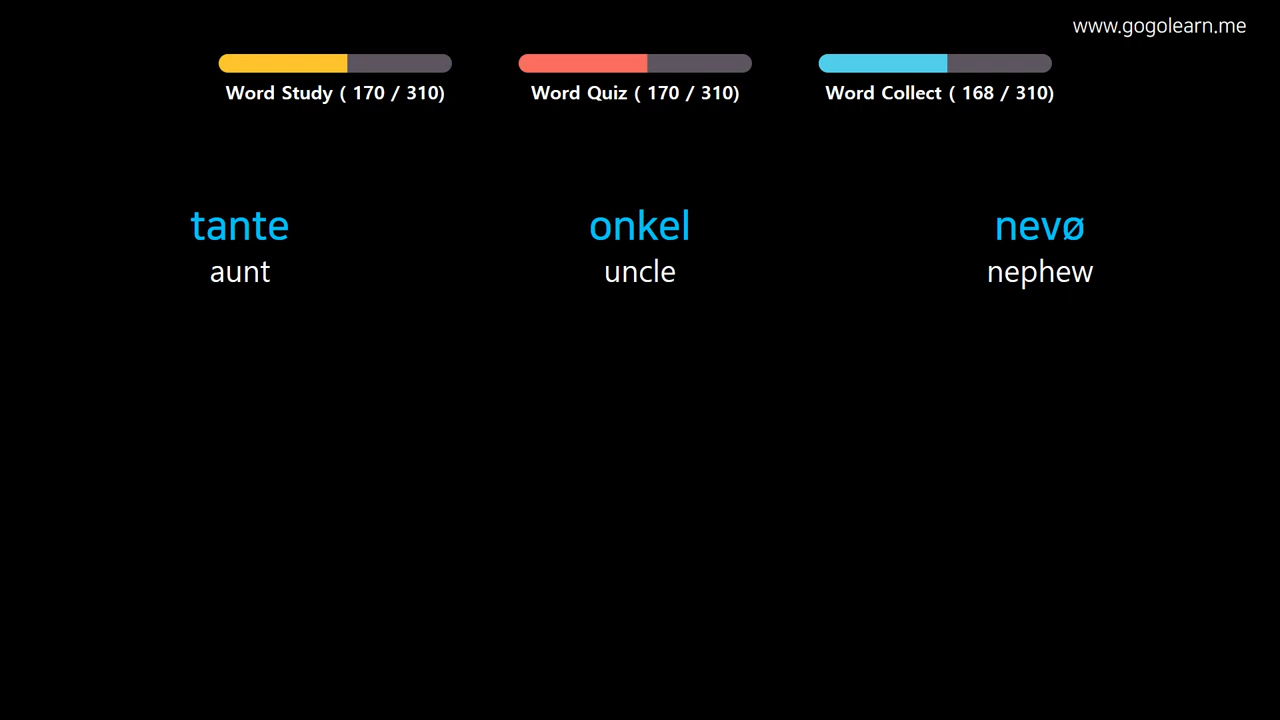 www.gogolearn.me
Word Study ( 170 / 310)
Word Quiz ( 170 / 310)
Word Collect ( 168 / 310)
tante
onkel
nevø
aunt
uncle
nephew